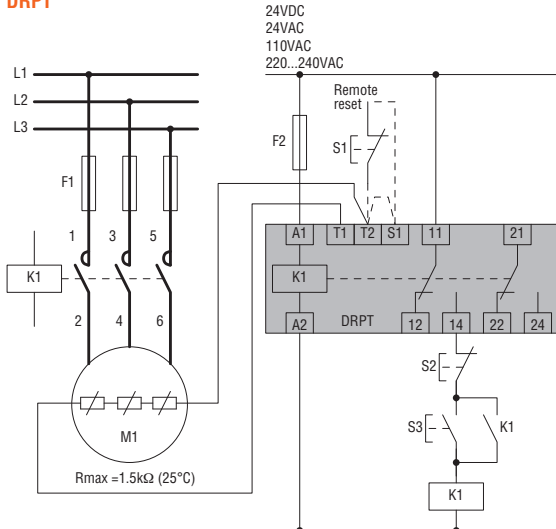 DRPT
24VDC
24VAC
110VAC
220...240VAC
L1
L2
L3
Remote
reset
F2
S1
F1
A1 T1 T2 S1 11 21
1 3 5
K1
K1
2 4 6
A2 DRPT 12 14 22 24
S2
S3 K1
M1
Rmax =1.5kΩ (25°C)
K1